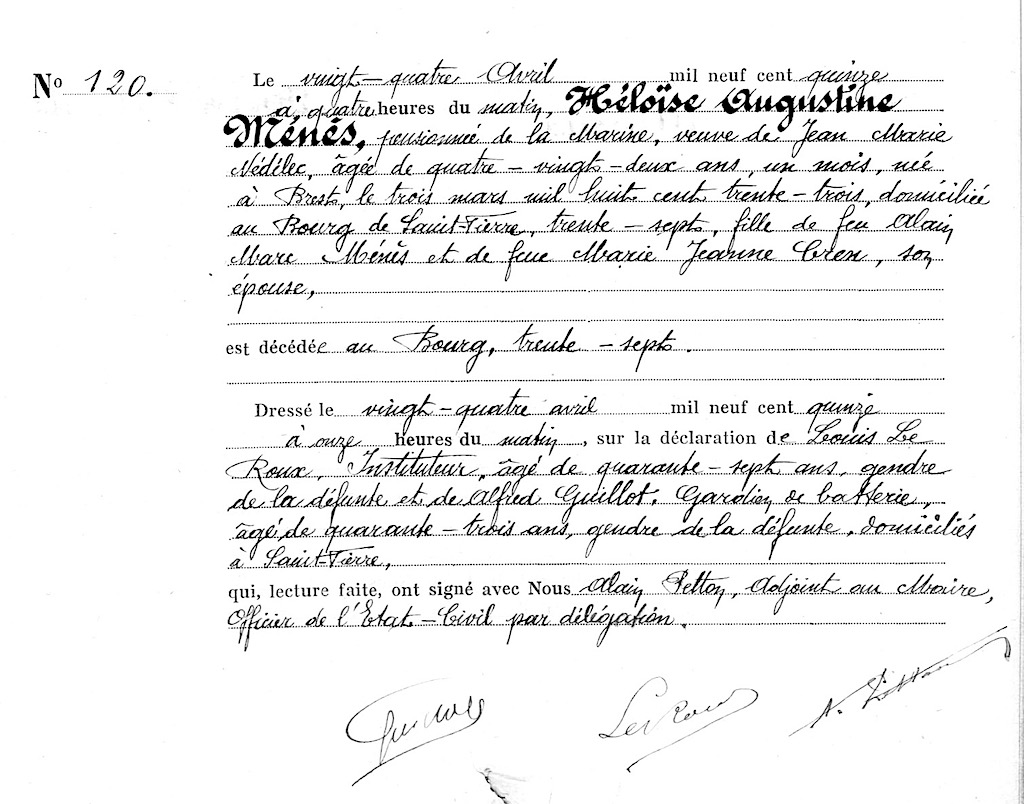 Nº 120.
Le vingt-quatre Avril mil neuf cent quinze
à quatre heures du matin, Héloïse Augustine
Ménès, pensionnée de la Marine, veuve de Jean Marie
Nédélec, âgée de quatre-vingt-deux ans, un mois, née
à Brest, le trois mars mil huit cent trente-trois, domiciliée
au Bourg de Saint-Pierre, trente-sept, fille de feu Alain
Marc Ménès et de feue Marie Jeanne Cren, son
épouse,
est décédée au Bourg, trente-sept.
Dressé le vingt-quatre avril mil neuf cent quinze
à onze heures du matin, sur la déclaration de Louis Le
Roux, Instituteur, âgé de quarante-sept ans, gendre
de la défunte et de Alfred Guillot, Gardien de batterie,
âgé de quarante-trois ans, gendre de la défunte, domiciliés
à Saint-Pierre,
qui, lecture faite, ont signé avec Nous Alain Petton, Adjoint au Maire,
Officier de l'Etat-Civil par délégation.
Le Roux A. Petton